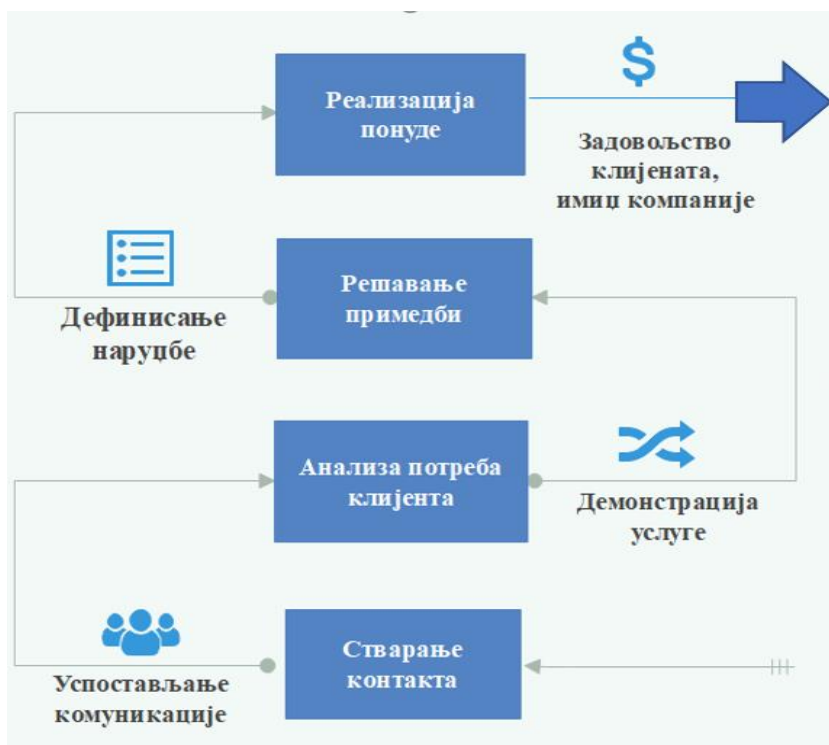 Реализација
понуде
$
Задовољство
клијената,
имиџ компаније
Решавање
примедби
Дефинисање
наруџбе
Анализа потреба
клијента
Демонстрација
услуге
Стварање
контакта
Успостављање
комуникације